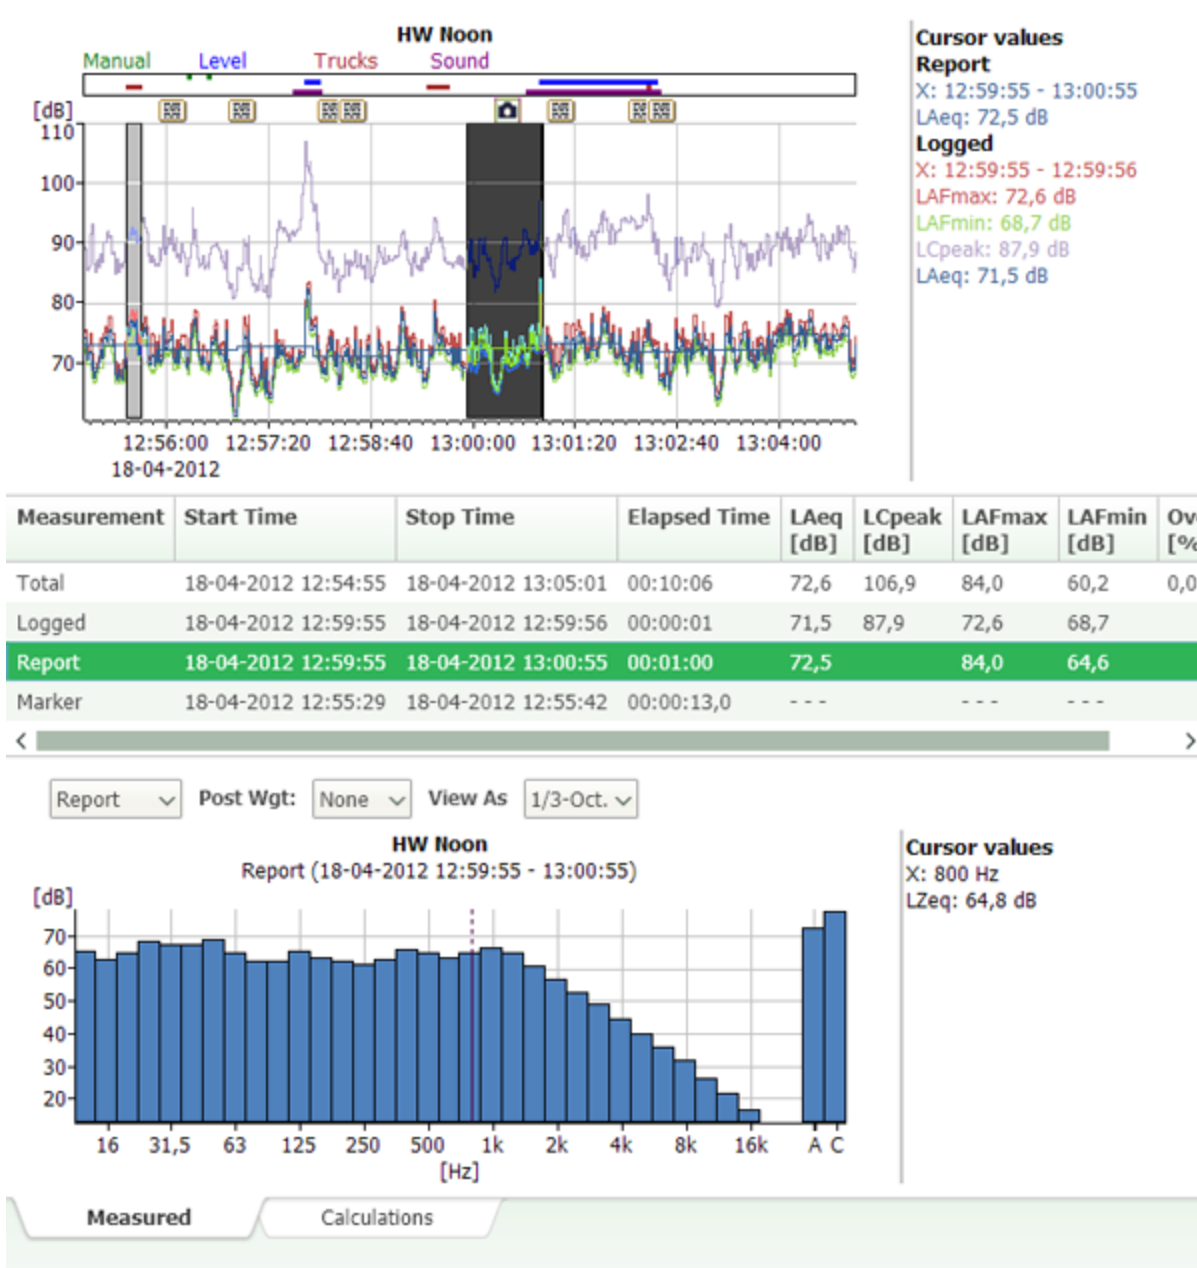 HW Noon
Manual Level Trucks Sound
[dB]
110
100
90
80
70
12:56:00 12:57:20 12:58:40 13:00:00 13:01:20 13:02:40 13:04:00
18-04-2012
Cursor values
Report
X: 12:59:55 - 13:00:55
LAeq: 72,5 dB
Logged
X: 12:59:55 - 12:59:56
LAFmax: 72,6 dB
LAFmin: 68,7 dB
LCpeak: 87,9 dB
LAeq: 71,5 dB
Measurement Start Time Stop Time Elapsed Time LAeq LCpeak LAFmax LAFmin Ov
[dB] [dB] [dB] [dB] [%
Total 18-04-2012 12:54:55 18-04-2012 13:05:01 00:10:06 72,6 106,9 84,0 60,2 0,0
Logged 18-04-2012 12:59:55 18-04-2012 12:59:56 00:00:01 71,5 87,9 72,6 68,7
Report 18-04-2012 12:59:55 18-04-2012 13:00:55 00:01:00 72,5 84,0 64,6
Marker 18-04-2012 12:55:29 18-04-2012 12:55:42 00:00:13,0 - - - - - - - - -
Report Post Wgt: None View As 1/3-Oct.
HW Noon
Report (18-04-2012 12:59:55 - 13:00:55)
[dB]
70
60
50
40
30
20
16 31,5 63 125 250 500 1k 2k 4k 8k 16k A C
[Hz]
Cursor values
X: 800 Hz
LZeq: 64,8 dB
Measured Calculations